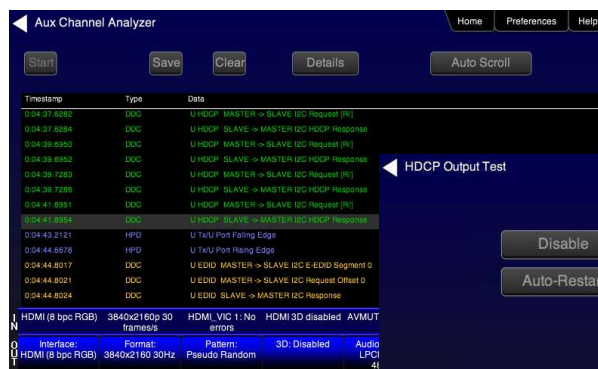 Aux Channel Analyzer
Home Preferences Help
Start Save Clear Details Auto Scroll
Timestamp Type Data
0:04:37.6282 DDC U HDCP MASTER -> SLAVE I2C Request [Ri']
0:04:37.6284 DDC U HDCP SLAVE -> MASTER I2C HDCP Response
0:04:39.6950 DDC U HDCP MASTER -> SLAVE I2C Request [Ri']
0:04:39.6952 DDC U HDCP SLAVE -> MASTER I2C HDCP Response
0:04:39.7283 DDC U HDCP MASTER -> SLAVE I2C Request [Ri']
0:04:39.7286 DDC U HDCP SLAVE -> MASTER I2C HDCP Response
0:04:41.8951 DDC U HDCP MASTER -> SLAVE I2C Request [Ri']
0:04:41.8954 DDC U HDCP SLAVE -> MASTER I2C HDCP Response
0:04:43.2121 HPD U Tx/U Port Falling Edge
0:04:44.6678 HPD U Tx/U Port Rising Edge
0:04:44.8017 DDC U EDID MASTER -> SLAVE I2C E-EDID Segment 0
0:04:44.8021 DDC U EDID MASTER -> SLAVE I2C Request Offset 0
0:04:44.8024 DDC U EDID SLAVE -> MASTER I2C Response
HDCP Output Test
Disable
Auto-Restar
IN
HDMI (8 bpc RGB) 3840x2160p 30 HDMI_VIC 1: No HDMI 3D disabled AVMUT
frames/s errors
OUT
Interface: Format: Pattern: 3D: Disabled Audio
HDMI (8 bpc RGB) 3840x2160 30Hz Pseudo Random LPCI
48